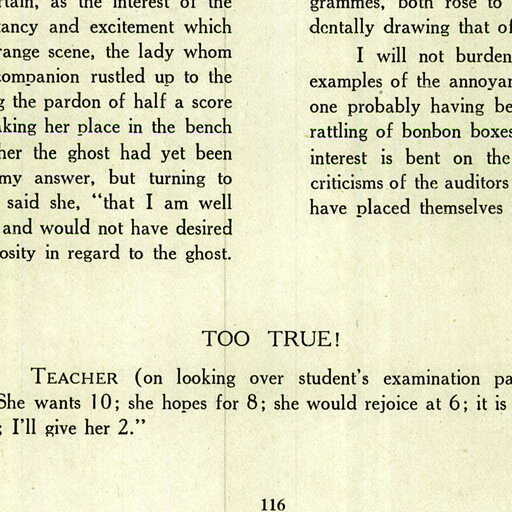 rtain, as the interest of the
tancy and excitement which
range scene, the lady whom
companion rustled up to the
g the pardon of half a score
aking her place in the bench
her the ghost had yet been
my answer, but turning to
said she, "that I am well
and would not have desired
osity in regard to the ghost.
grammes, both rose to
dentally drawing that of
I will not burden
examples of the annoyan
one probably having be
rattling of bonbon boxes
interest is bent on the
criticisms of the auditors
have placed themselves
TOO TRUE!
TEACHER (on looking over student's examination pa
She wants 10; she hopes for 8; she would rejoice at 6; it is
; I'll give her 2."
116